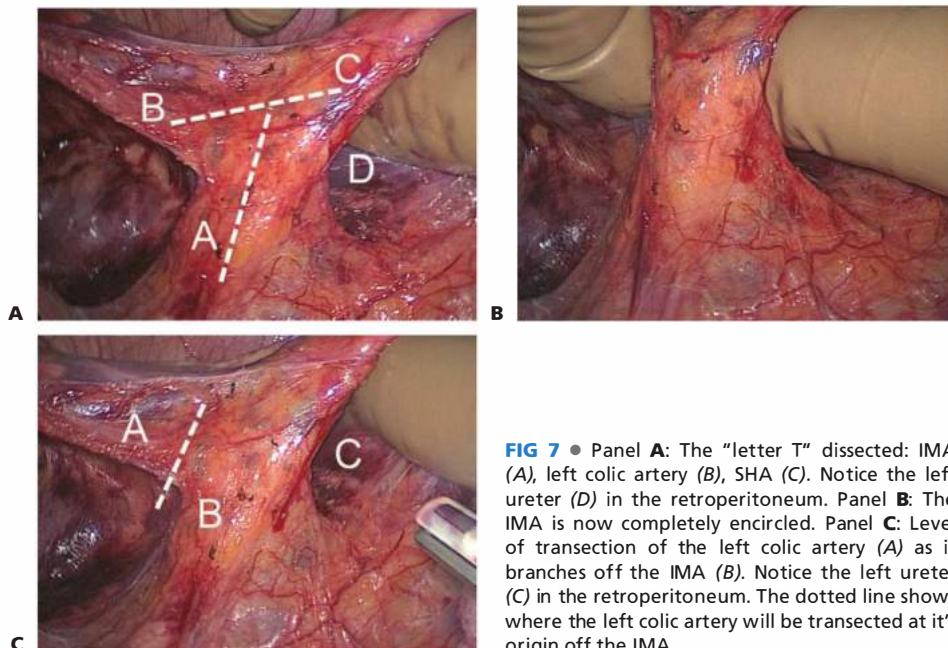 C
B
D
A
A
B
A
C
B
C
FIG 7 ● Panel A: The "letter T" dissected: IMA
(A), left colic artery (B), SHA (C). Notice the lef
ureter (D) in the retroperitoneum. Panel B: The
IMA is now completely encircled. Panel C: Leve
of transection of the left colic artery (A) as i
branches off the IMA (B). Notice the left urete
(C) in the retroperitoneum. The dotted line show
where the left colic artery will be transected at it'
origin off the IMA.